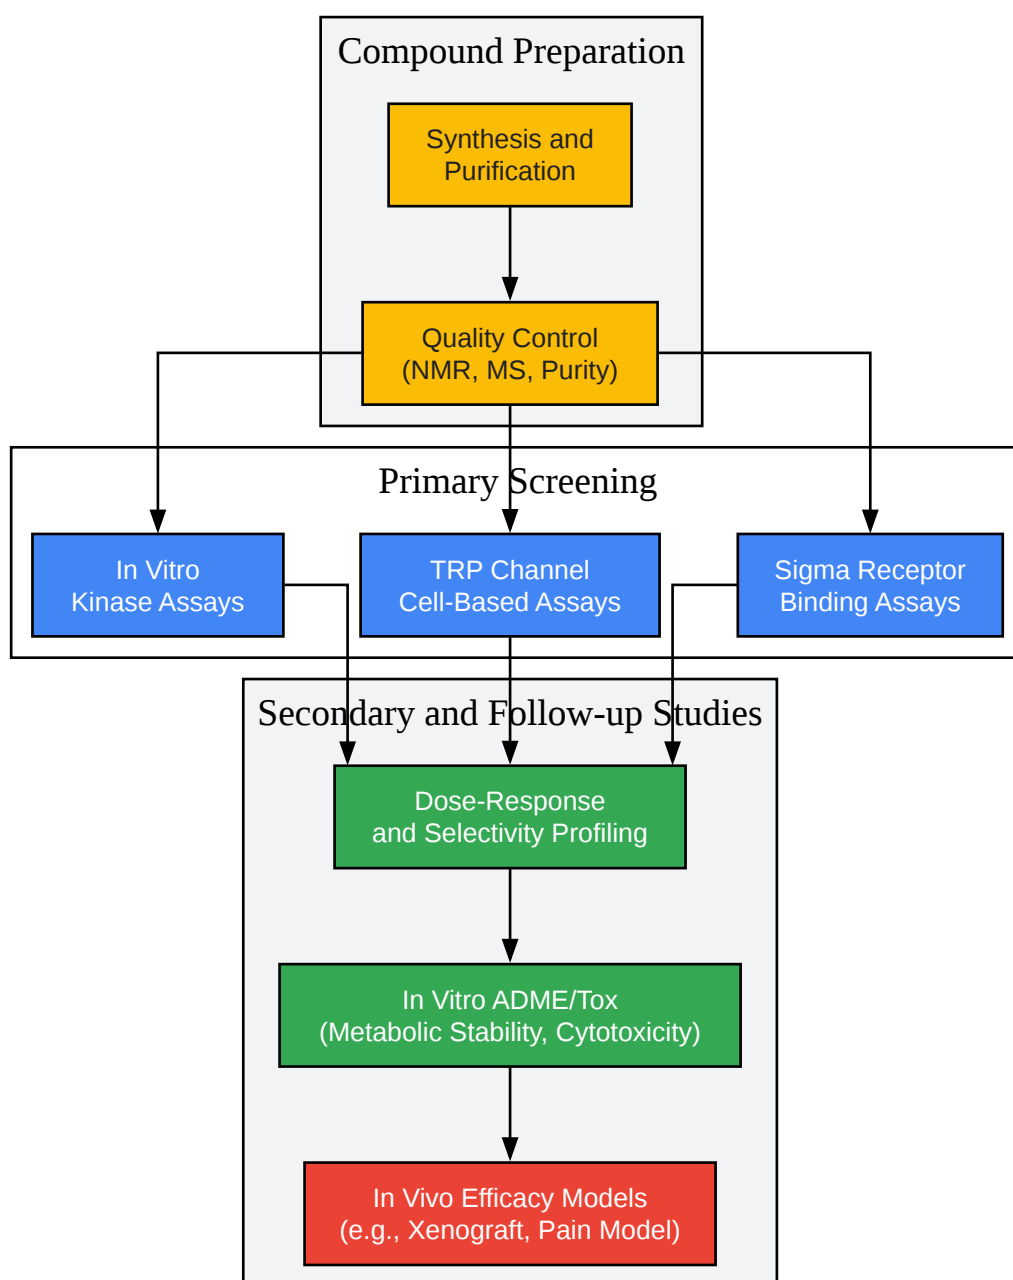 Compound Preparation
Synthesis and
Purification
Quality Control
(NMR, MS, Purity)
Primary Screening
In Vitro
Kinase Assays
TRP Channel
Cell-Based Assays
Sigma Receptor
Binding Assays
Secondary and Follow-up Studies
Dose-Response
and Selectivity Profiling
In Vitro ADME/Tox
(Metabolic Stability, Cytotoxicity)
In Vivo Efficacy Models
(e.g., Xenograft, Pain Model)